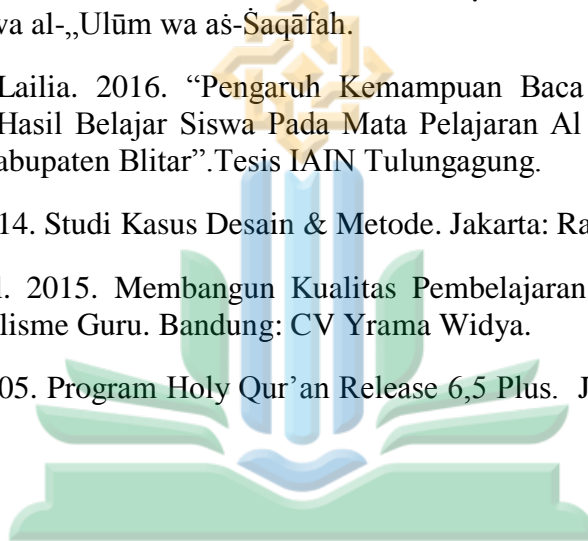 wa al-„Ulūm wa aṡ-Ṡaqāfah.
Lailia. 2016. “Pengaruh Kemampuan Baca
Hasil Belajar Siswa Pada Mata Pelajaran Al
abupaten Blitar”.Tesis IAIN Tulungagung.
14. Studi Kasus Desain & Metode. Jakarta: Ra
l. 2015. Membangun Kualitas Pembelajaran
lisme Guru. Bandung: CV Yrama Widya.
05. Program Holy Qur’an Release 6,5 Plus. J